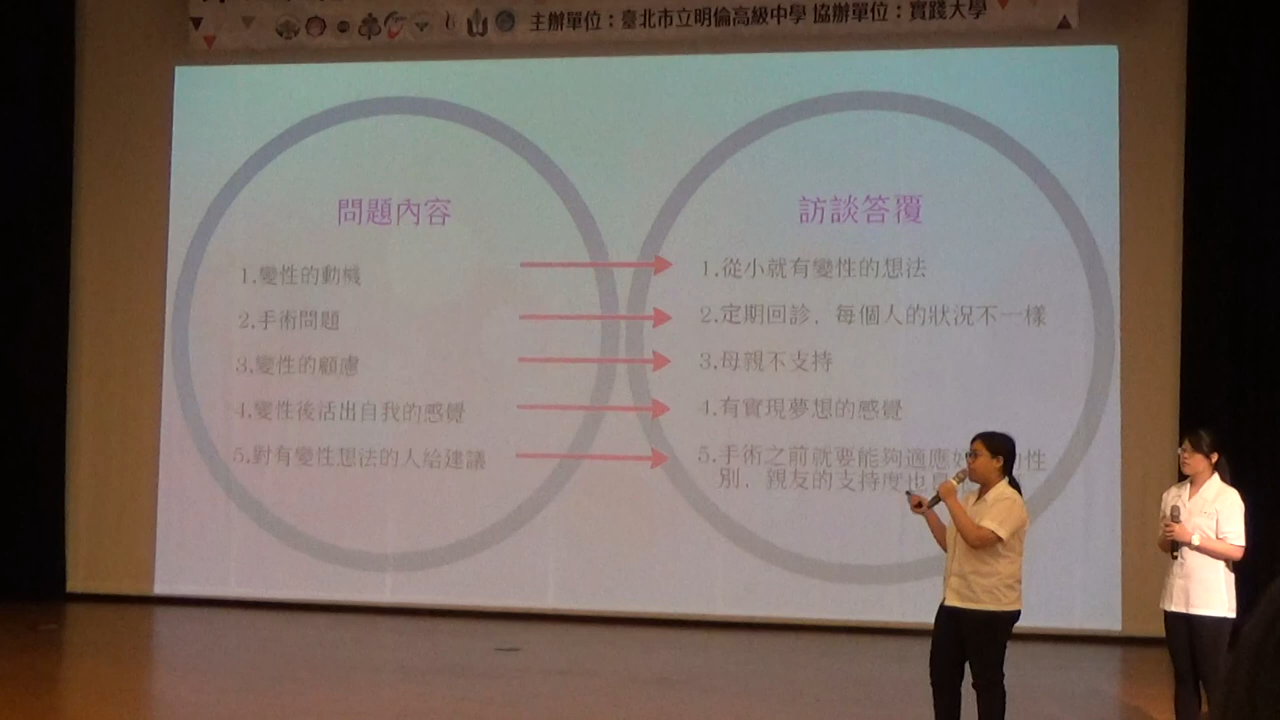 主辦單位：臺北市立明倫高級中學 協辦單位：實踐大學
問題內容
1.變性的動機
2.手術問題
3.變性的顧慮
4.變性後活出自我的感覺
5.對有變性想法的人給建議
訪談答覆
1.從小就有變性的想法
2.定期回診，每個人的狀況不一樣
3.母親不支持
4.有實現夢想的感覺
5.手術之前就要能夠適應 性
別，親友的支持度也